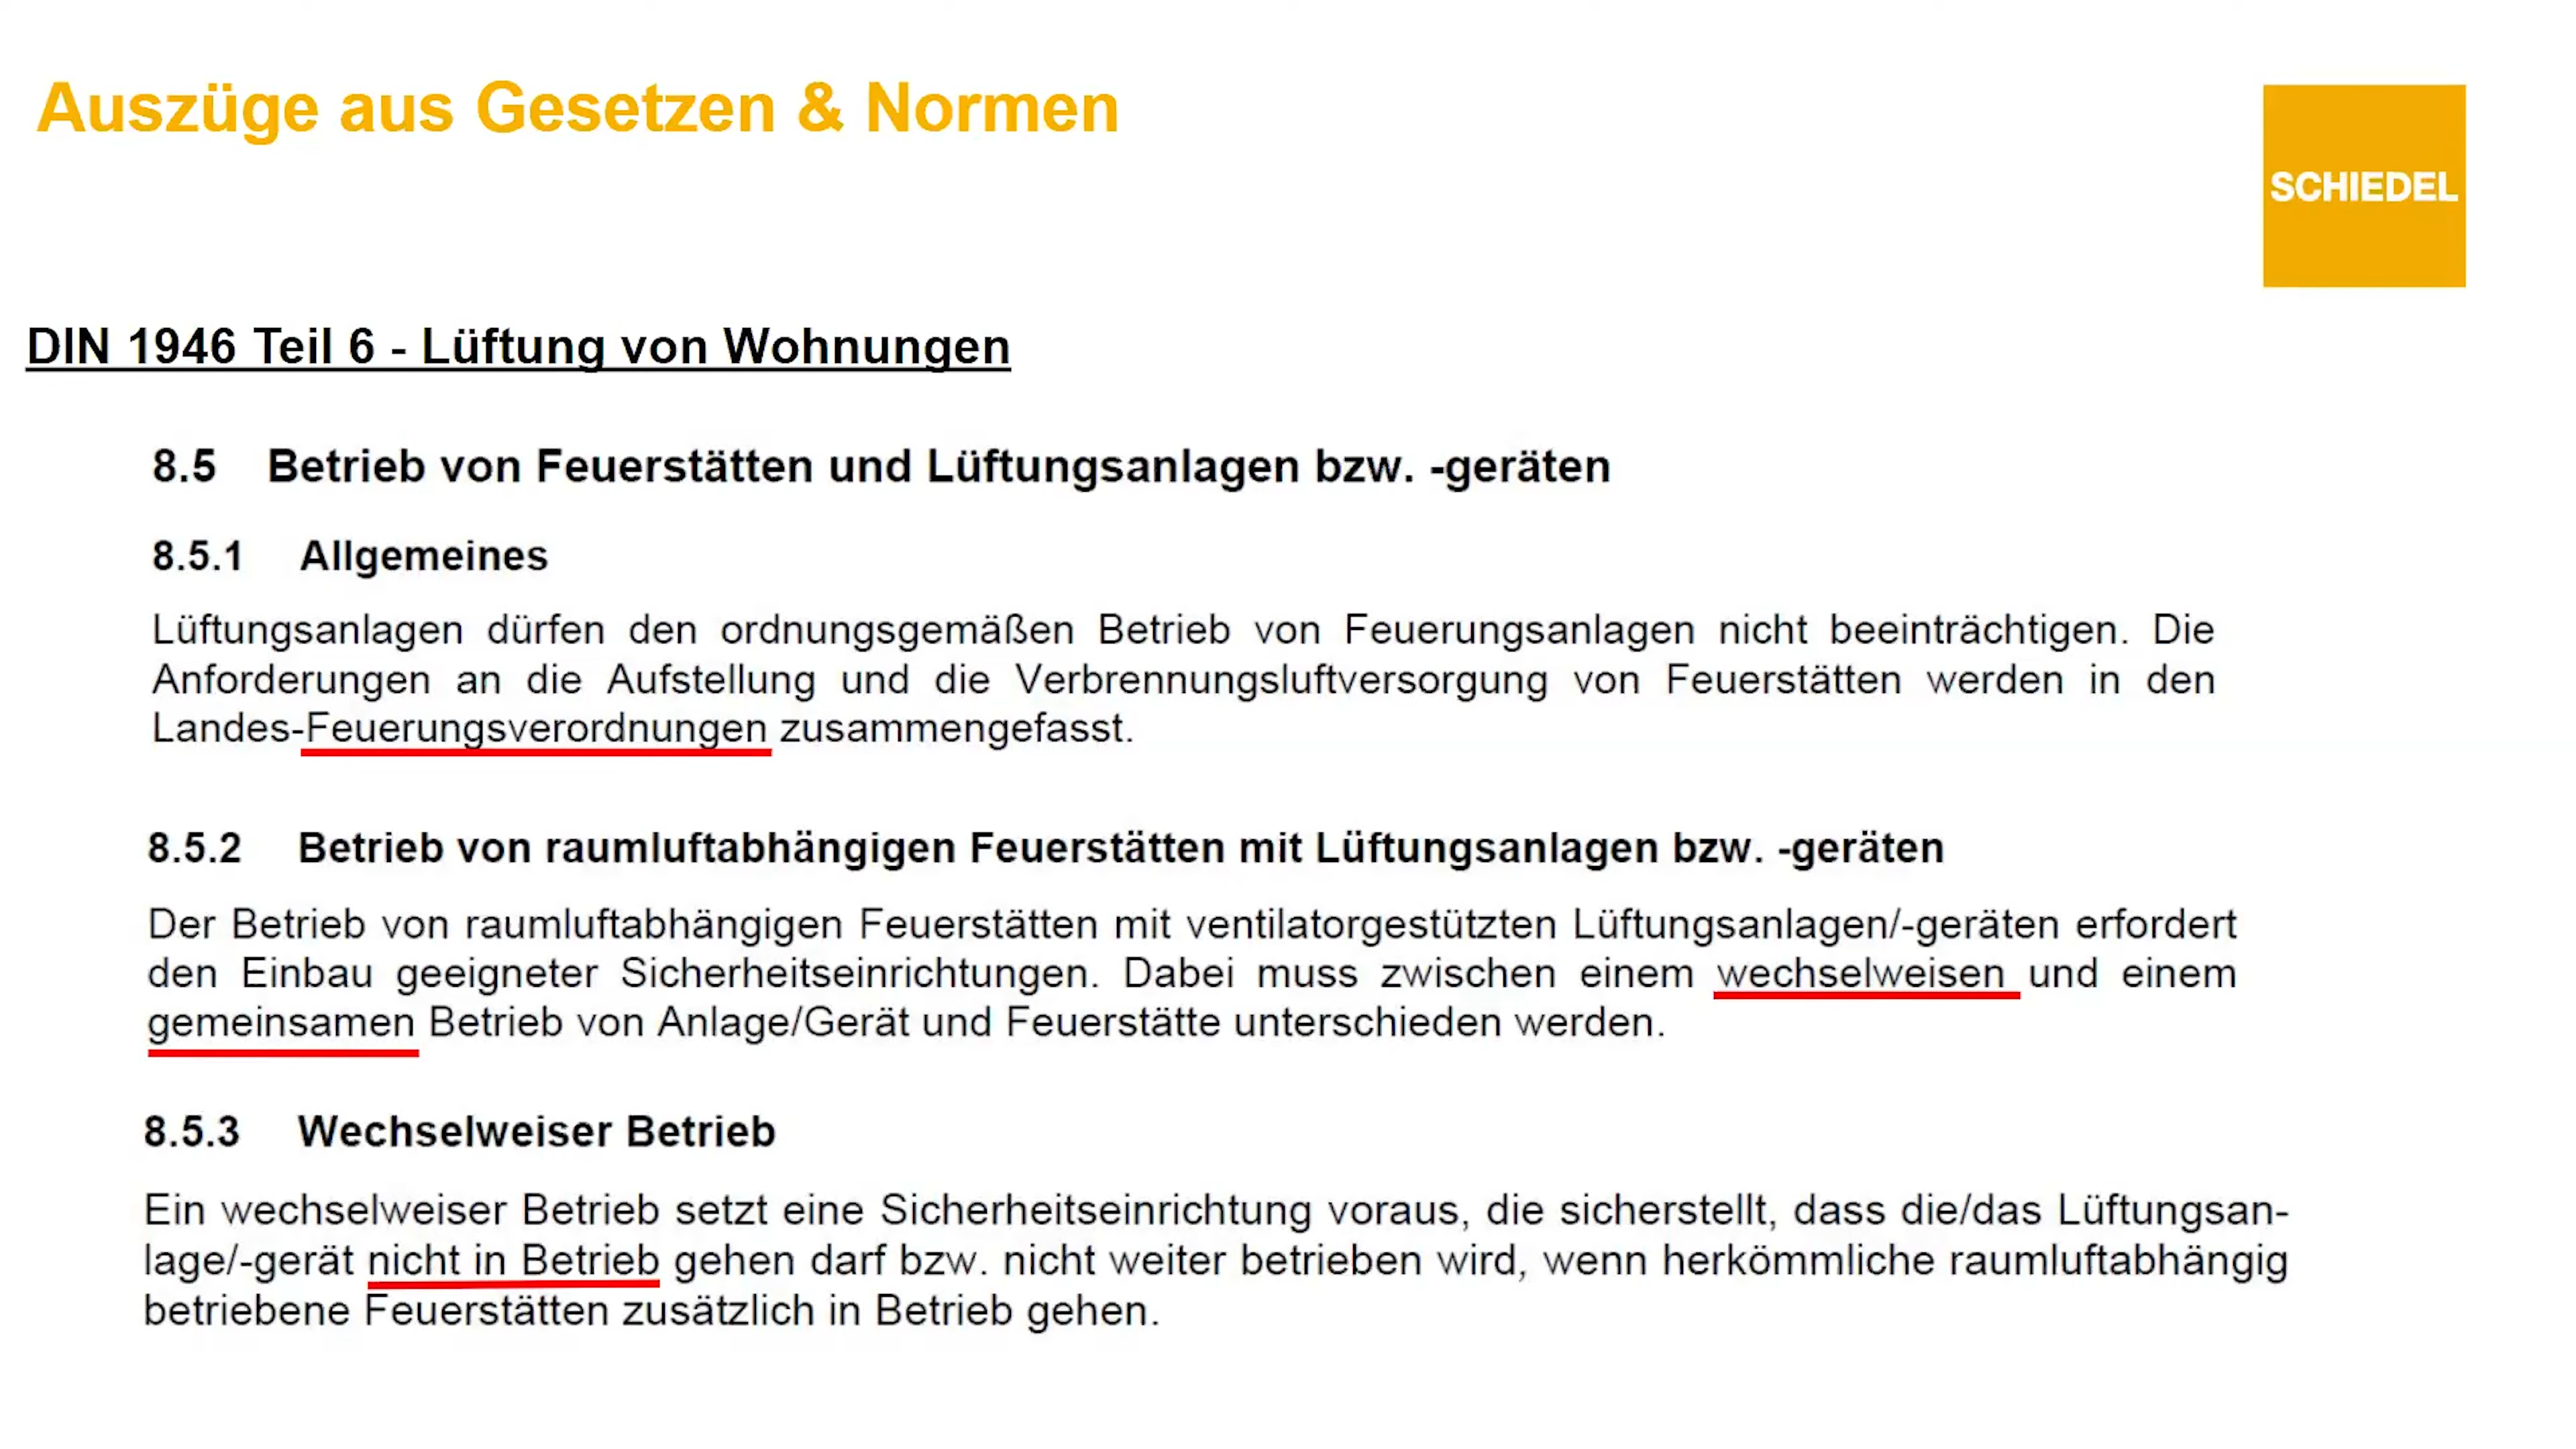 Auszüge aus Gesetzen & Normen
SCHIEDEL
DIN 1946 Teil 6 - Lüftung von Wohnungen
8.5 Betrieb von Feuerstätten und Lüftungsanlagen bzw. -geräten
8.5.1 Allgemeines
Lüftungsanlagen dürfen den ordnungsgemäßen Betrieb von Feuerungsanlagen nicht beeinträchtigen. Die
Anforderungen an die Aufstellung und die Verbrennungsluftversorgung von Feuerstätten werden in den
Landes-Feuerungsverordnungen zusammengefasst.
8.5.2 Betrieb von raumluftabhängigen Feuerstätten mit Lüftungsanlagen bzw. -geräten
Der Betrieb von raumluftabhängigen Feuerstätten mit ventilatorgestützten Lüftungsanlagen/-geräten erfordert
den Einbau geeigneter Sicherheitseinrichtungen. Dabei muss zwischen einem wechselweisen und einem
gemeinsamen Betrieb von Anlage/Gerät und Feuerstätte unterschieden werden.
8.5.3 Wechselweiser Betrieb
Ein wechselweiser Betrieb setzt eine Sicherheitseinrichtung voraus, die sicherstellt, dass die/das Lüftungsan-
lage/-gerät nicht in Betrieb gehen darf bzw. nicht weiter betrieben wird, wenn herkömmliche raumluftabhängig
betriebene Feuerstätten zusätzlich in Betrieb gehen.